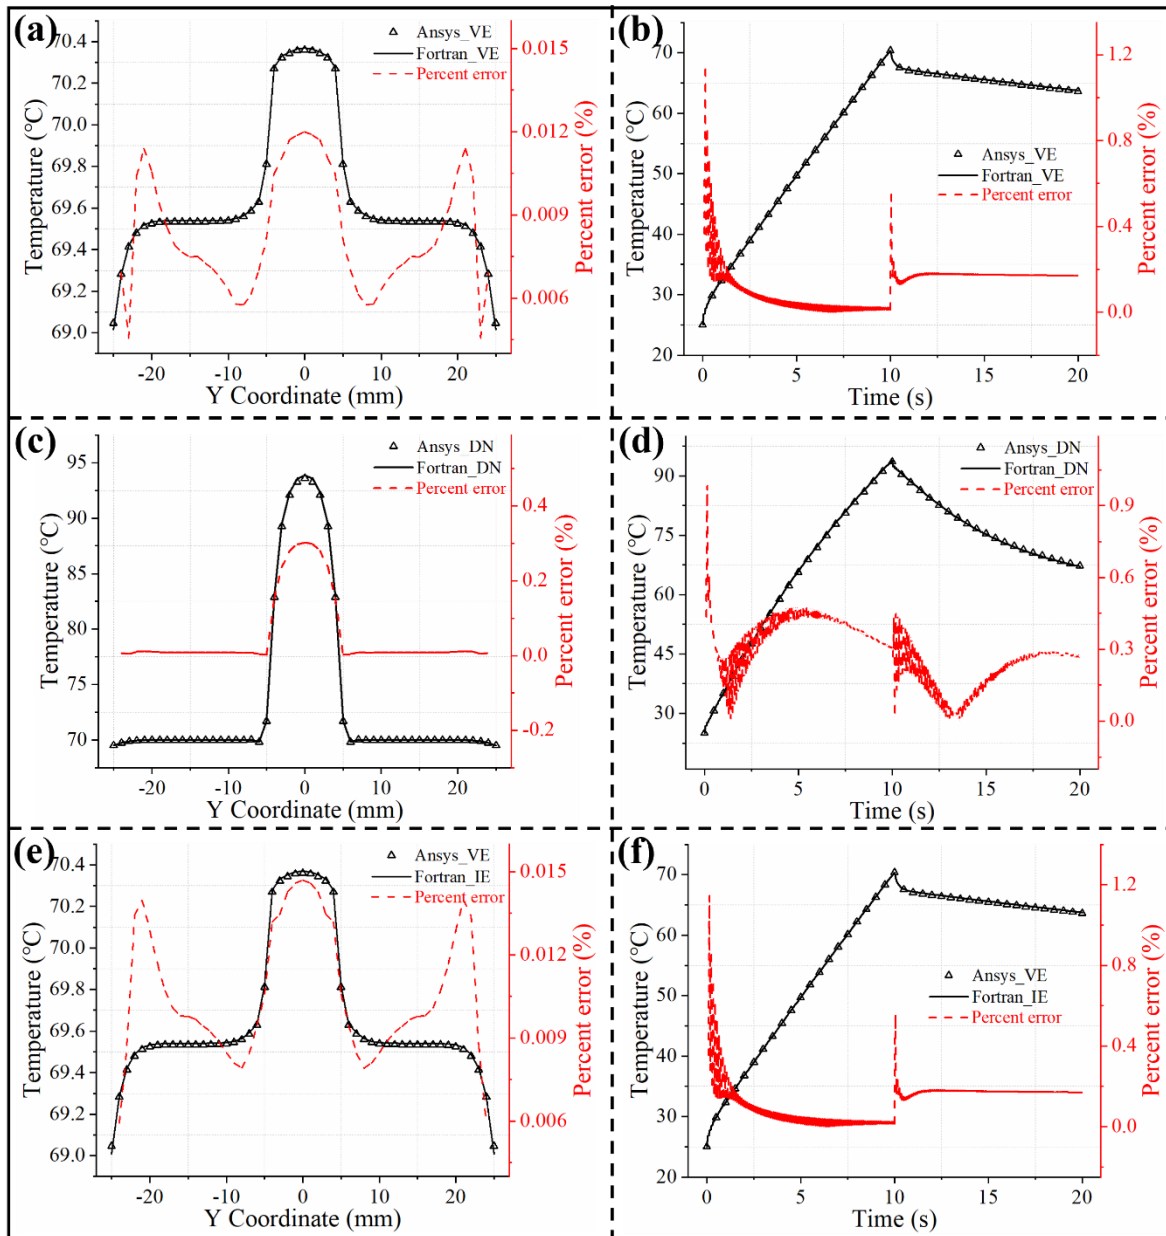 (a)
Ansys_VE
Fortran_VE
Percent error
70.4
70.2
70.0
69.8
69.6
69.4
69.2
69.0
Temperature (°C)
0.015
0.012
0.009
0.006
Percent error (%)
-20 -10 0 10 20
Y Coordinate (mm)
(b)
Ansys_VE
Fortran_VE
Percent error
70
60
50
40
30
20
Temperature (°C)
1.2
0.8
0.4
0.0
Percent error (%)
0 5 10 15 20
Time (s)
(c)
Ansys_DN
Fortran_DN
Percent error
95
90
85
80
75
70
Temperature (°C)
0.4
0.2
0.0
-0.2
Percent error (%)
-20 -10 0 10 20
Y Coordinate (mm)
(d)
Ansys_DN
Fortran_DN
Percent error
90
75
60
45
30
Temperature (°C)
0.9
0.6
0.3
0.0
Percent error (%)
0 5 10 15 20
Time (s)
(e)
Ansys_VE
Fortran_IE
Percent error
70.4
70.2
70.0
69.8
69.6
69.4
69.2
69.0
Temperature (°C)
0.015
0.012
0.009
0.006
Percent error (%)
-20 -10 0 10 20
Y Coordinate (mm)
(f)
Ansys_VE
Fortran_IE
Percent error
70
60
50
40
30
20
Temperature (°C)
1.2
0.8
0.4
0.0
Percent error (%)
0 5 10 15 20
Time (s)